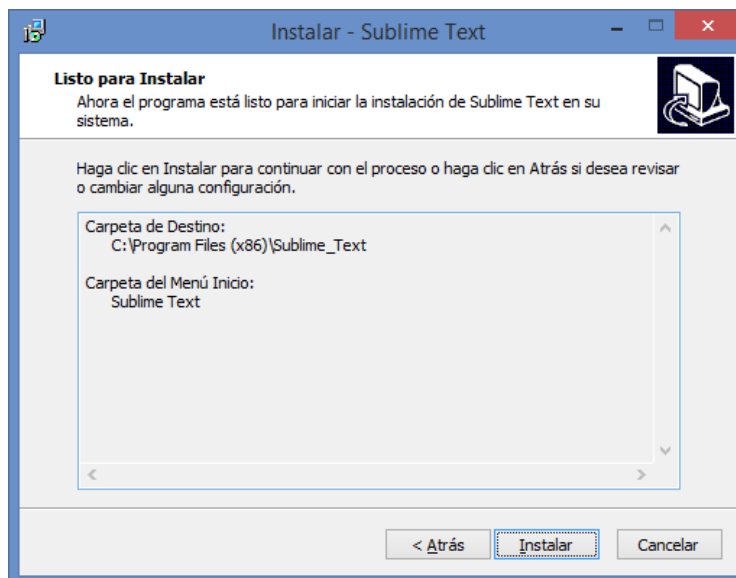 Instalar - Sublime Text
Listo para Instalar
Ahora el programa está listo para iniciar la instalación de Sublime Text en su
sistema.
Haga clic en Instalar para continuar con el proceso o haga clic en Atrás si desea revisar
o cambiar alguna configuración.
Carpeta de Destino:
C:\Program Files (x86)\Sublime_Text
Carpeta del Menú Inicio:
Sublime Text
< Atrás
Instalar
Cancelar